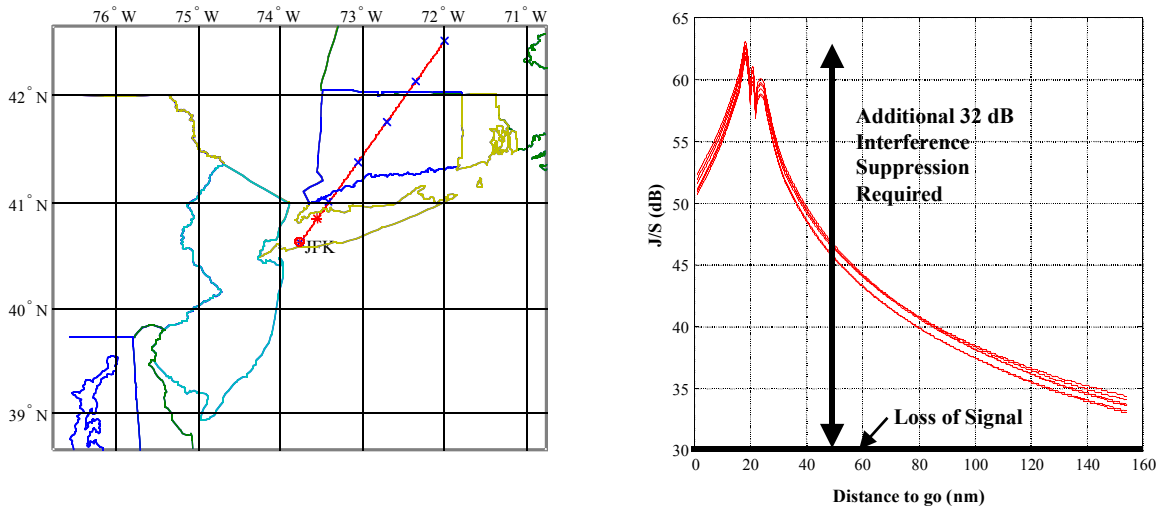 76° W 75° W 74° W 73° W 72° W 71° W
42° N
41° N
40° N
39° N
JFK
65
60
55
50
45
40
35
30
J/S (dB)
Additional 32 dB
Interference
Suppression
Required
Loss of Signal
0 20 40 60 80 100 120 140 160
Distance to go (nm)